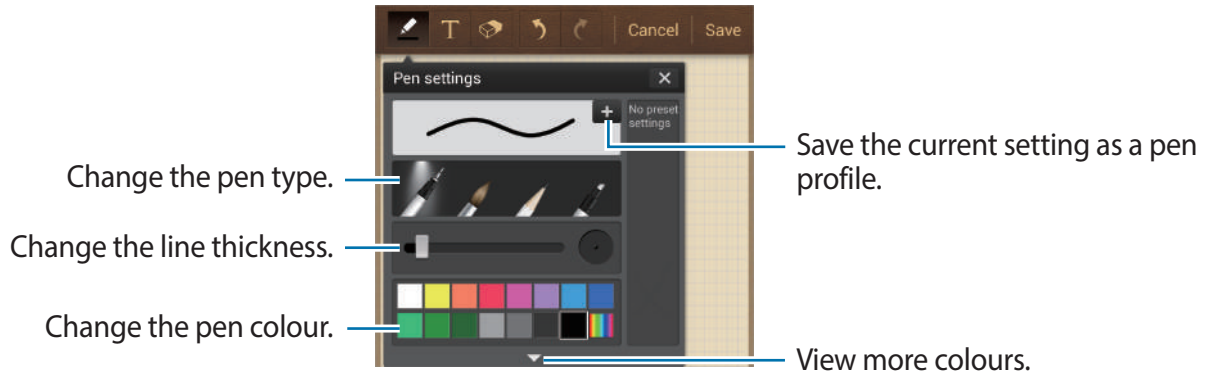 T
Cancel
Save
Pen settings
No preset
settings
Save the current setting as a pen
profile.
Change the pen type.
Change the line thickness.
Change the pen colour.
View more colours.